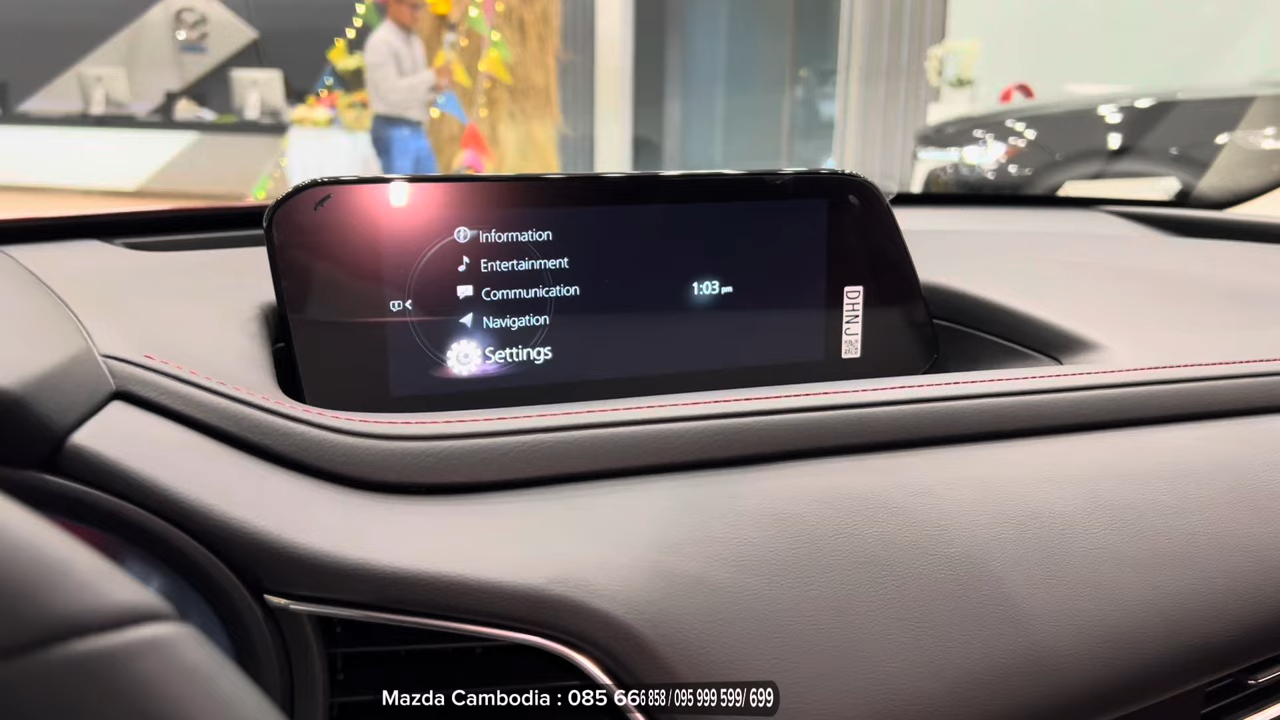 Information
Entertainment
Communication
Navigation
Settings
1:03 pm
DHNJ
Mazda Cambodia : 085 666 858 / 095 999 599/ 699